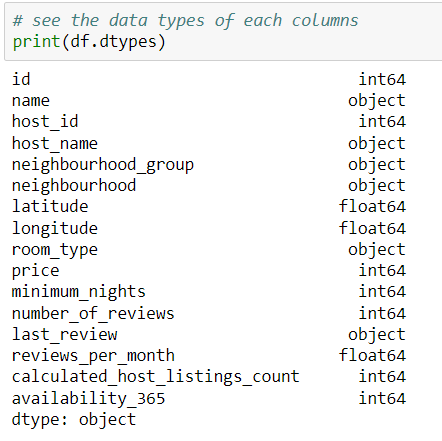 # see the data types of each columns
print(df.dtypes)
id int64
name object
host_id int64
host_name object
neighbourhood_group object
neighbourhood object
latitude float64
longitude float64
room_type object
price int64
minimum_nights int64
number_of_reviews int64
last_review object
reviews_per_month float64
calculated_host_listings_count int64
availability_365 int64
dtype: object